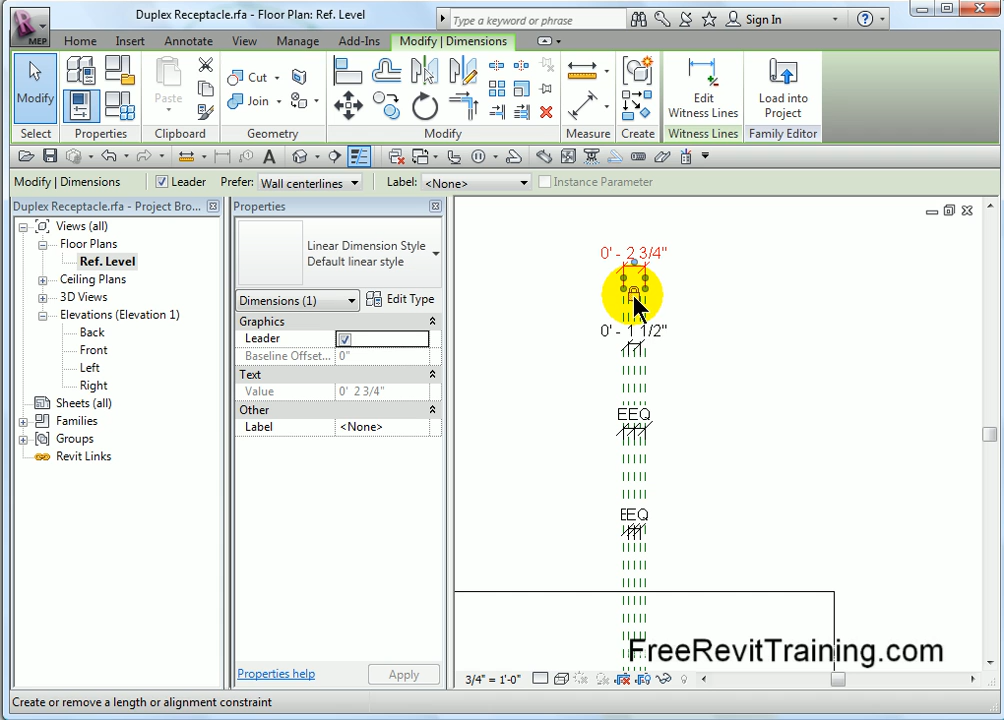 Duplex Receptacle.rfa - Floor Plan: Ref. Level
Type a keyword or phrase
Sign In
MEP
Home Insert Annotate View Manage Add-Ins Modify | Dimensions
Modify
Paste
Cut
Join
Edit
Witness Lines
Load into
Project
Select Properties Clipboard Geometry Modify Measure Create Witness Lines Family Editor
Modify | Dimensions
Leader
Prefer: Wall centerlines
Label: <None>
Instance Parameter
Duplex Receptacle.rfa - Project Bro...
Views (all)
Floor Plans
Ref. Level
Ceiling Plans
3D Views
Elevations (Elevation 1)
Back
Front
Left
Right
Sheets (all)
Families
Groups
Revit Links
Properties
Linear Dimension Style
Default linear style
Dimensions (1)
Edit Type
Graphics
Leader
Baseline Offset... 0"
Text
Value 0' 2 3/4"
Other
Label <None>
Properties help
Apply
0' - 2 3/4"
0' - 1 1/2"
EEQ
EEQ
FreeRevitTraining.com
3/4" = 1'-0"
Create or remove a length or alignment constraint